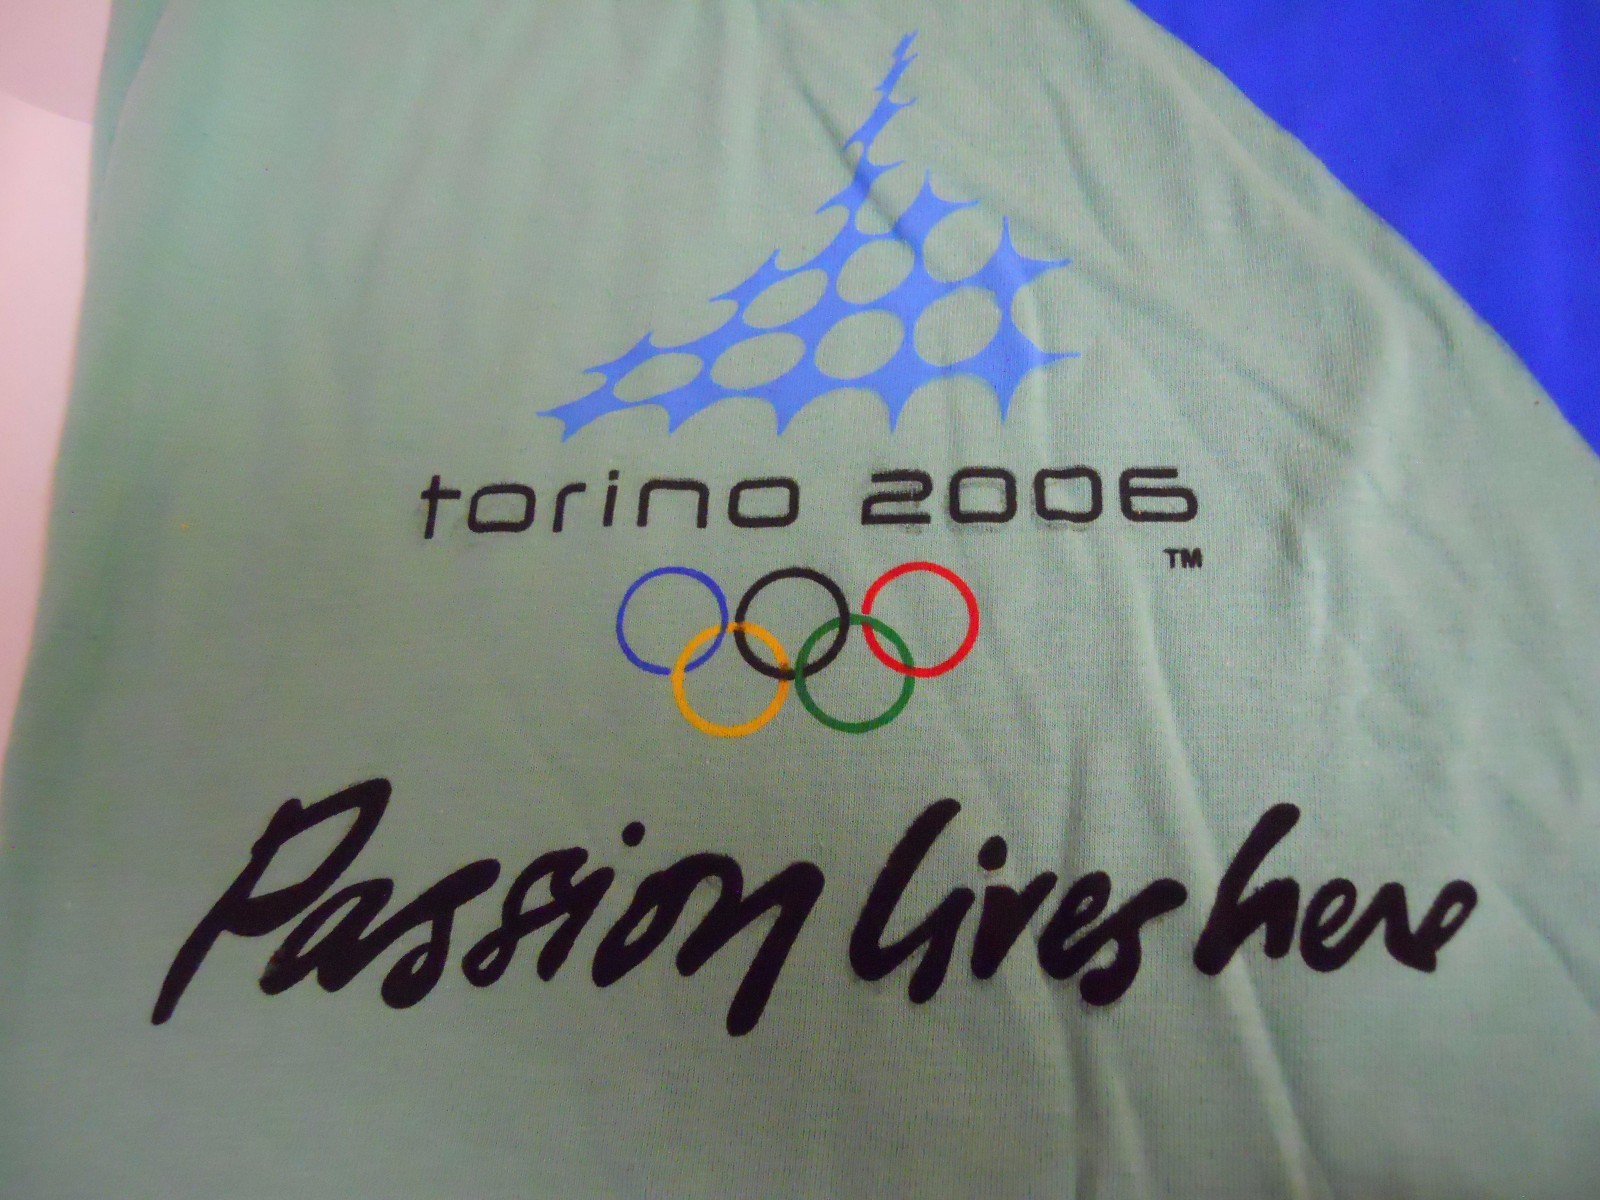 torino 2006
TM
Passion lives here